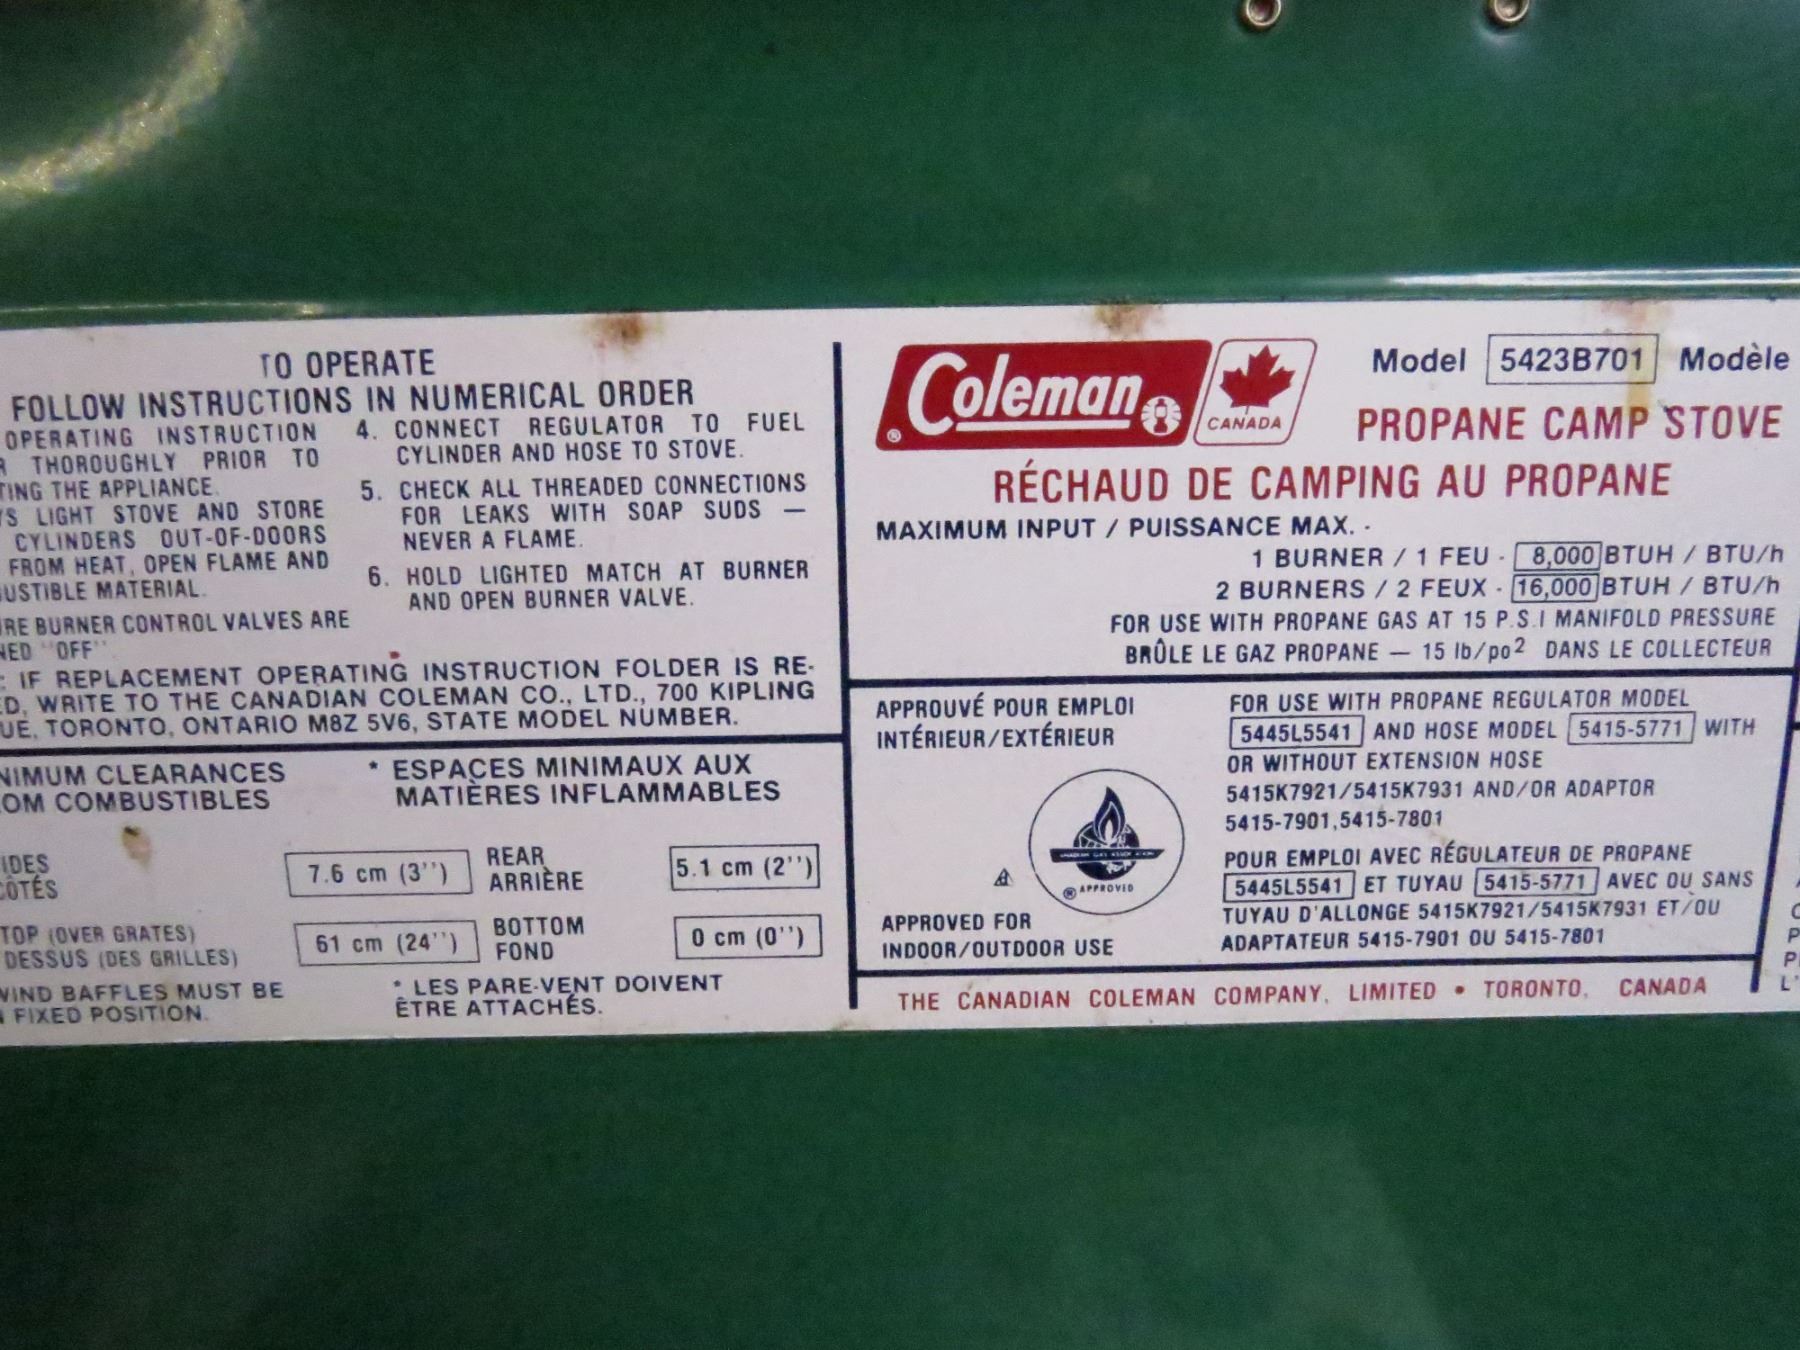 TO OPERATE
FOLLOW INSTRUCTIONS IN NUMERICAL ORDER
OPERATING INSTRUCTION
THOROUGHLY PRIOR TO
THE APPLIANCE.
LIGHT STOVE AND STORE
CYLINDERS OUT-OF-DOORS
FROM HEAT, OPEN FLAME AND
MATERIAL.
BURNER CONTROL VALVES ARE
"OFF"
4. CONNECT REGULATOR TO FUEL
CYLINDER AND HOSE TO STOVE.
5. CHECK ALL THREADED CONNECTIONS
FOR LEAKS WITH SOAP SUDS —
NEVER A FLAME.
6. HOLD LIGHTED MATCH AT BURNER
AND OPEN BURNER VALVE.
: IF REPLACEMENT OPERATING INSTRUCTION FOLDER IS RE-
ED, WRITE TO THE CANADIAN COLEMAN CO., LTD., 700 KIPLING
UE, TORONTO, ONTARIO M8Z 5V6, STATE MODEL NUMBER.
NIMUM CLEARANCES
OM COMBUSTIBLES
* ESPACES MINIMAUX AUX
MATIÈRES INFLAMMABLES
IDES
CÔTÉS
7.6 cm (3'')
REAR
ARRIÈRE
5.1 cm (2'')
TOP (OVER GRATES)
DESSUS (DES GRILLES)
61 cm (24'')
BOTTOM
FOND
0 cm (0'')
WIND BAFFLES MUST BE
FIXED POSITION.
* LES PARE-VENT DOIVENT
ÊTRE ATTACHÉS.
Coleman
®
CANADA
Model 5423B701 Modèle
PROPANE CAMP STOVE
RÉCHAUD DE CAMPING AU PROPANE
MAXIMUM INPUT / PUISSANCE MAX. -
1 BURNER / 1 FEU - 8,000 BTUH / BTU/h
2 BURNERS / 2 FEUX - 16,000 BTUH / BTU/h
FOR USE WITH PROPANE GAS AT 15 P.S.I MANIFOLD PRESSURE
BRÛLE LE GAZ PROPANE — 15 lb/po² DANS LE COLLECTEUR
APPROUVÉ POUR EMPLOI
INTÉRIEUR/EXTÉRIEUR
® APPROVED
APPROVED FOR
INDOOR/OUTDOOR USE
FOR USE WITH PROPANE REGULATOR MODEL
5445L5541 AND HOSE MODEL 5415-5771 WITH
OR WITHOUT EXTENSION HOSE
5415K7921/5415K7931 AND/OR ADAPTOR
5415-7901,5415-7801
POUR EMPLOI AVEC RÉGULATEUR DE PROPANE
5445L5541 ET TUYAU 5415-5771 AVEC OU SANS
TUYAU D'ALLONGE 5415K7921/5415K7931 ET/OU
ADAPTATEUR 5415-7901 OU 5415-7801
THE CANADIAN COLEMAN COMPANY, LIMITED • TORONTO, CANADA